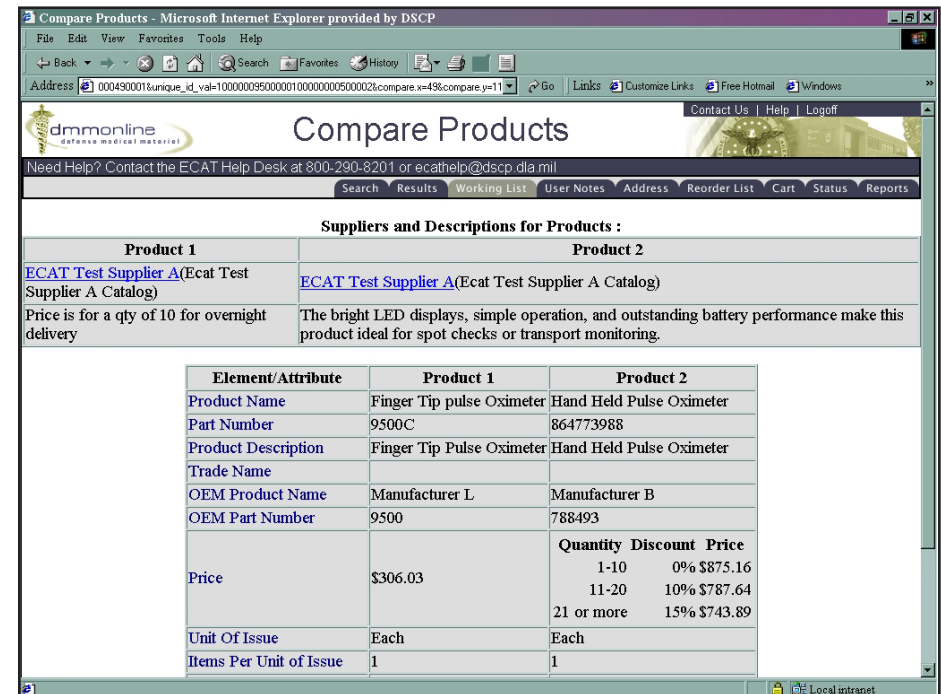 Compare Products - Microsoft Internet Explorer provided by DSCP
File Edit View Favorites Tools Help
Back Search Favorites History
Address 000490001&unique_id_val=1000000950000010000000500002&compare.x=49&compare.y=11 Go Links Customize Links Free Hotmail Windows »
Contact Us | Help | Logoff
dmmonline
defense medical materiel
Compare Products
Need Help? Contact the ECAT Help Desk at 800-290-8201 or ecathelp@dscp.dla.mil
Search Results Working List User Notes Address Reorder List Cart Status Reports
Suppliers and Descriptions for Products :
Product 1 Product 2
ECAT Test Supplier A(Ecat Test
Supplier A Catalog)
ECAT Test Supplier A(Ecat Test Supplier A Catalog)
Price is for a qty of 10 for overnight
delivery
The bright LED displays, simple operation, and outstanding battery performance make this
product ideal for spot checks or transport monitoring.
Element/Attribute Product 1 Product 2
Product Name Finger Tip pulse Oximeter Hand Held Pulse Oximeter
Part Number 9500C 864773988
Product Description Finger Tip Pulse Oximeter Hand Held Pulse Oximeter
Trade Name
OEM Product Name Manufacturer L Manufacturer B
OEM Part Number 9500 788493
Price $306.03
Quantity Discount Price
1-10 0% $875.16
11-20 10% $787.64
21 or more 15% $743.89
Unit Of Issue Each Each
Items Per Unit of Issue 1 1
Local intranet